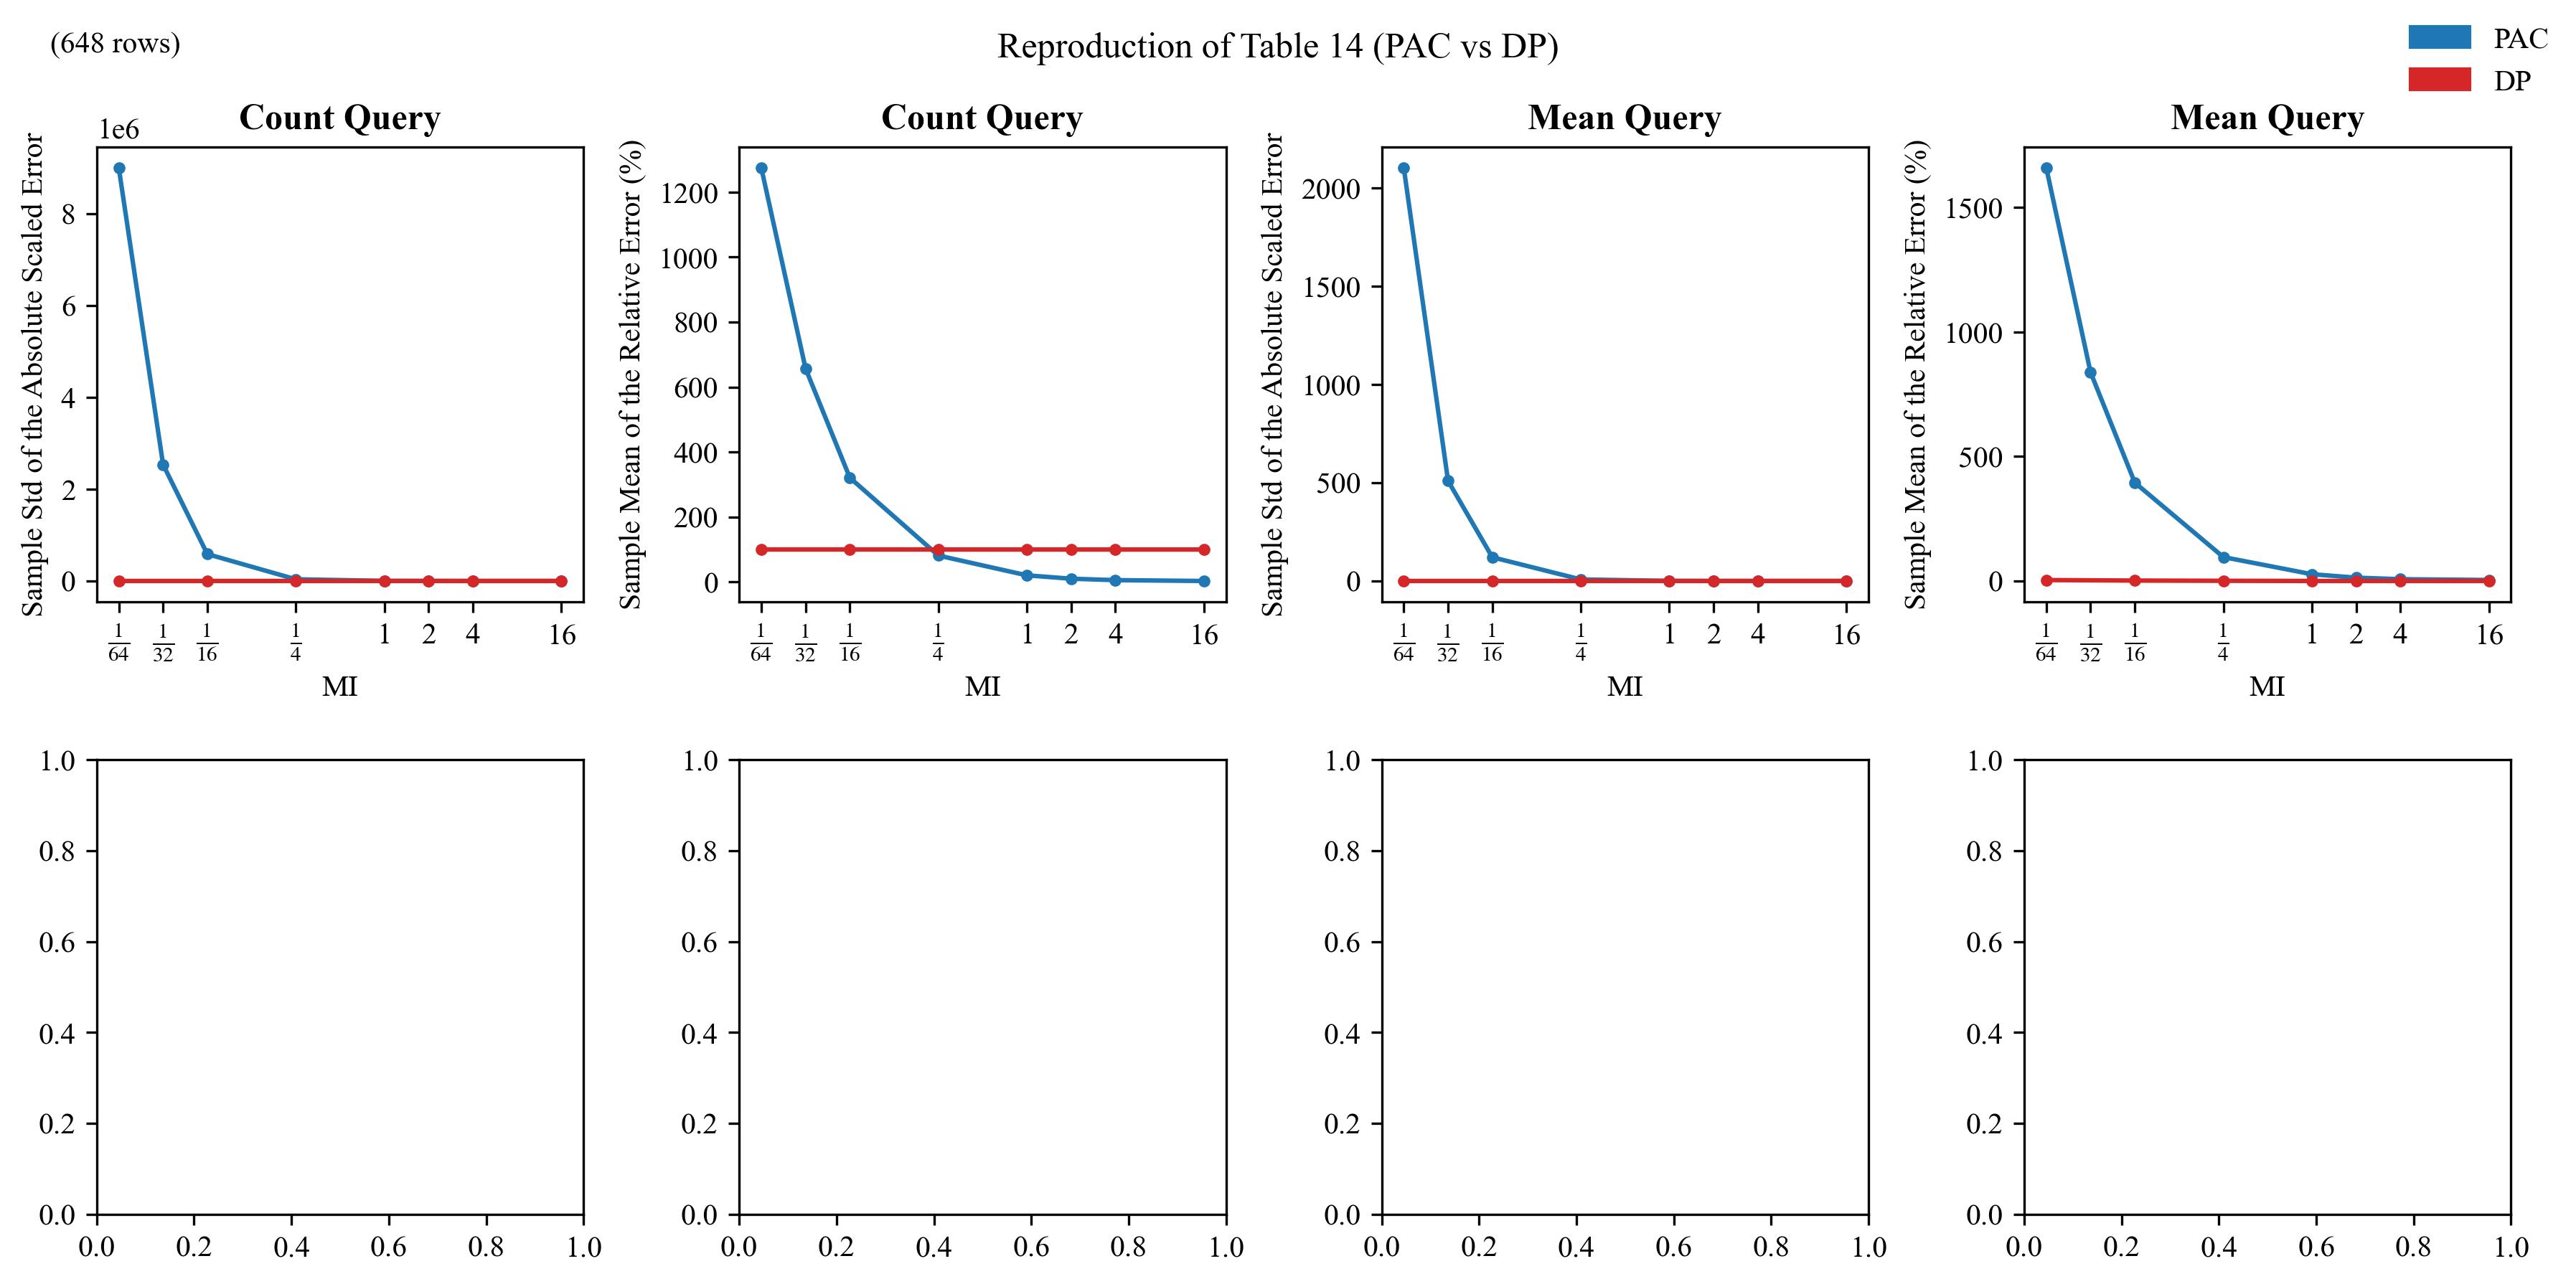 (648 rows)
Reproduction of Table 14 (PAC vs DP)
PAC
DP
Count Query
1e6
Sample Std of the Absolute Scaled Error
8
6
4
2
0
1/64 1/32 1/16 1/4 1 2 4 16
MI
Count Query
Sample Mean of the Relative Error (%)
1200
1000
800
600
400
200
0
1/64 1/32 1/16 1/4 1 2 4 16
MI
Mean Query
Sample Std of the Absolute Scaled Error
2000
1500
1000
500
0
1/64 1/32 1/16 1/4 1 2 4 16
MI
Mean Query
Sample Mean of the Relative Error (%)
1500
1000
500
0
1/64 1/32 1/16 1/4 1 2 4 16
MI
1.0
0.8
0.6
0.4
0.2
0.0
0.0 0.2 0.4 0.6 0.8 1.0
1.0
0.8
0.6
0.4
0.2
0.0
0.0 0.2 0.4 0.6 0.8 1.0
1.0
0.8
0.6
0.4
0.2
0.0
0.0 0.2 0.4 0.6 0.8 1.0
1.0
0.8
0.6
0.4
0.2
0.0
0.0 0.2 0.4 0.6 0.8 1.0